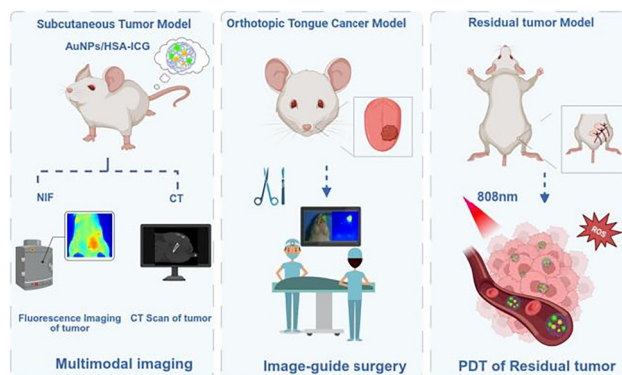 Subcutaneous Tumor Model
AuNPs/HSA-ICG
NIF
CT
Fluorescence Imaging
of tumor
CT Scan of tumor
Multimodal imaging
Orthotopic Tongue Cancer Model
Image-guide surgery
Residual tumor Model
808nm
ROS
PDT of Residual tumor